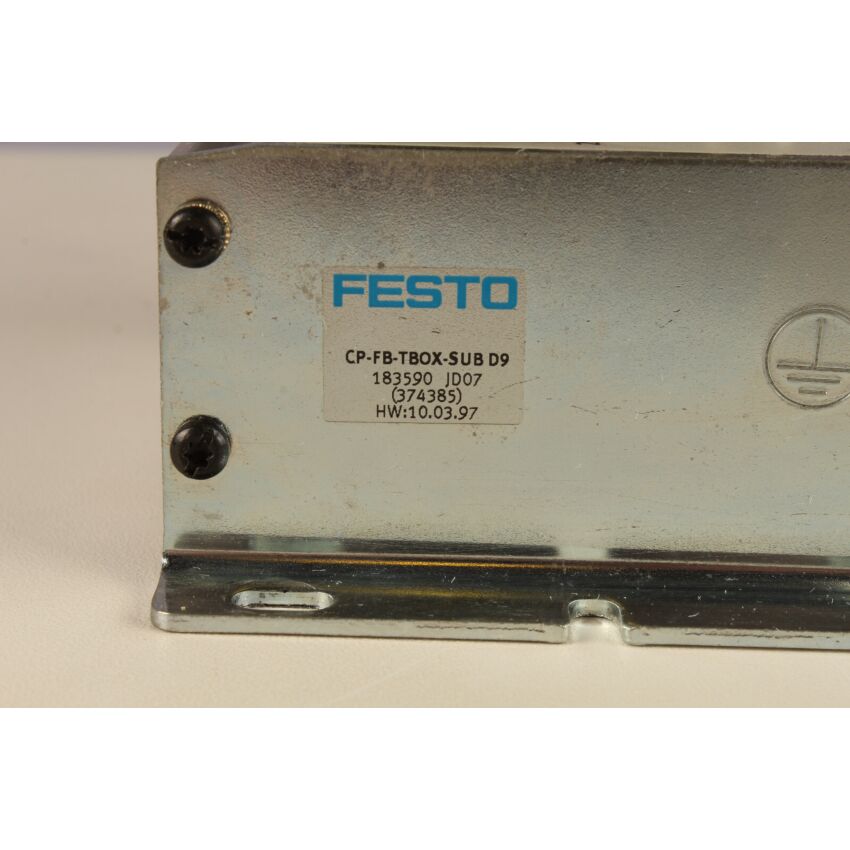 FESTO
CP-FB-TBOX-SUB D9
183590 JD07
(374385)
HW:10.03.97